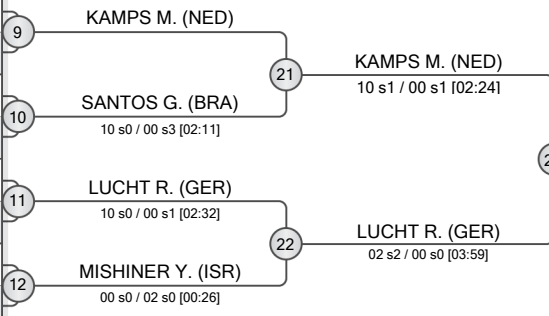 9
KAMPS M. (NED)
21
KAMPS M. (NED)
10 s1 / 00 s1 [02:24]
10
SANTOS G. (BRA)
10 s0 / 00 s3 [02:11]
11
LUCHT R. (GER)
10 s0 / 00 s1 [02:32]
22
LUCHT R. (GER)
02 s2 / 00 s0 [03:59]
12
MISHINER Y. (ISR)
00 s0 / 02 s0 [00:26]